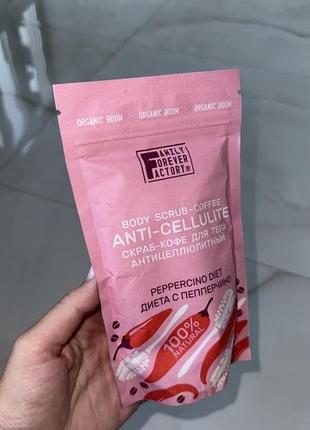 ORGANIC BOOM • ORGANIC BOOM • ORGANIC BOOM
FAMILY
FOREVER
FACTORY®
BODY SCRUB-COFFEE
ANTI-CELLULITE
СКРАБ-КОФЕ ДЛЯ ТЕЛА
АНТИЦЕЛЛЮЛИТНЫЙ
PEPPERCINO DIET
ДИЕТА С ПЕППЕРЧИНО
100%
NATURAL